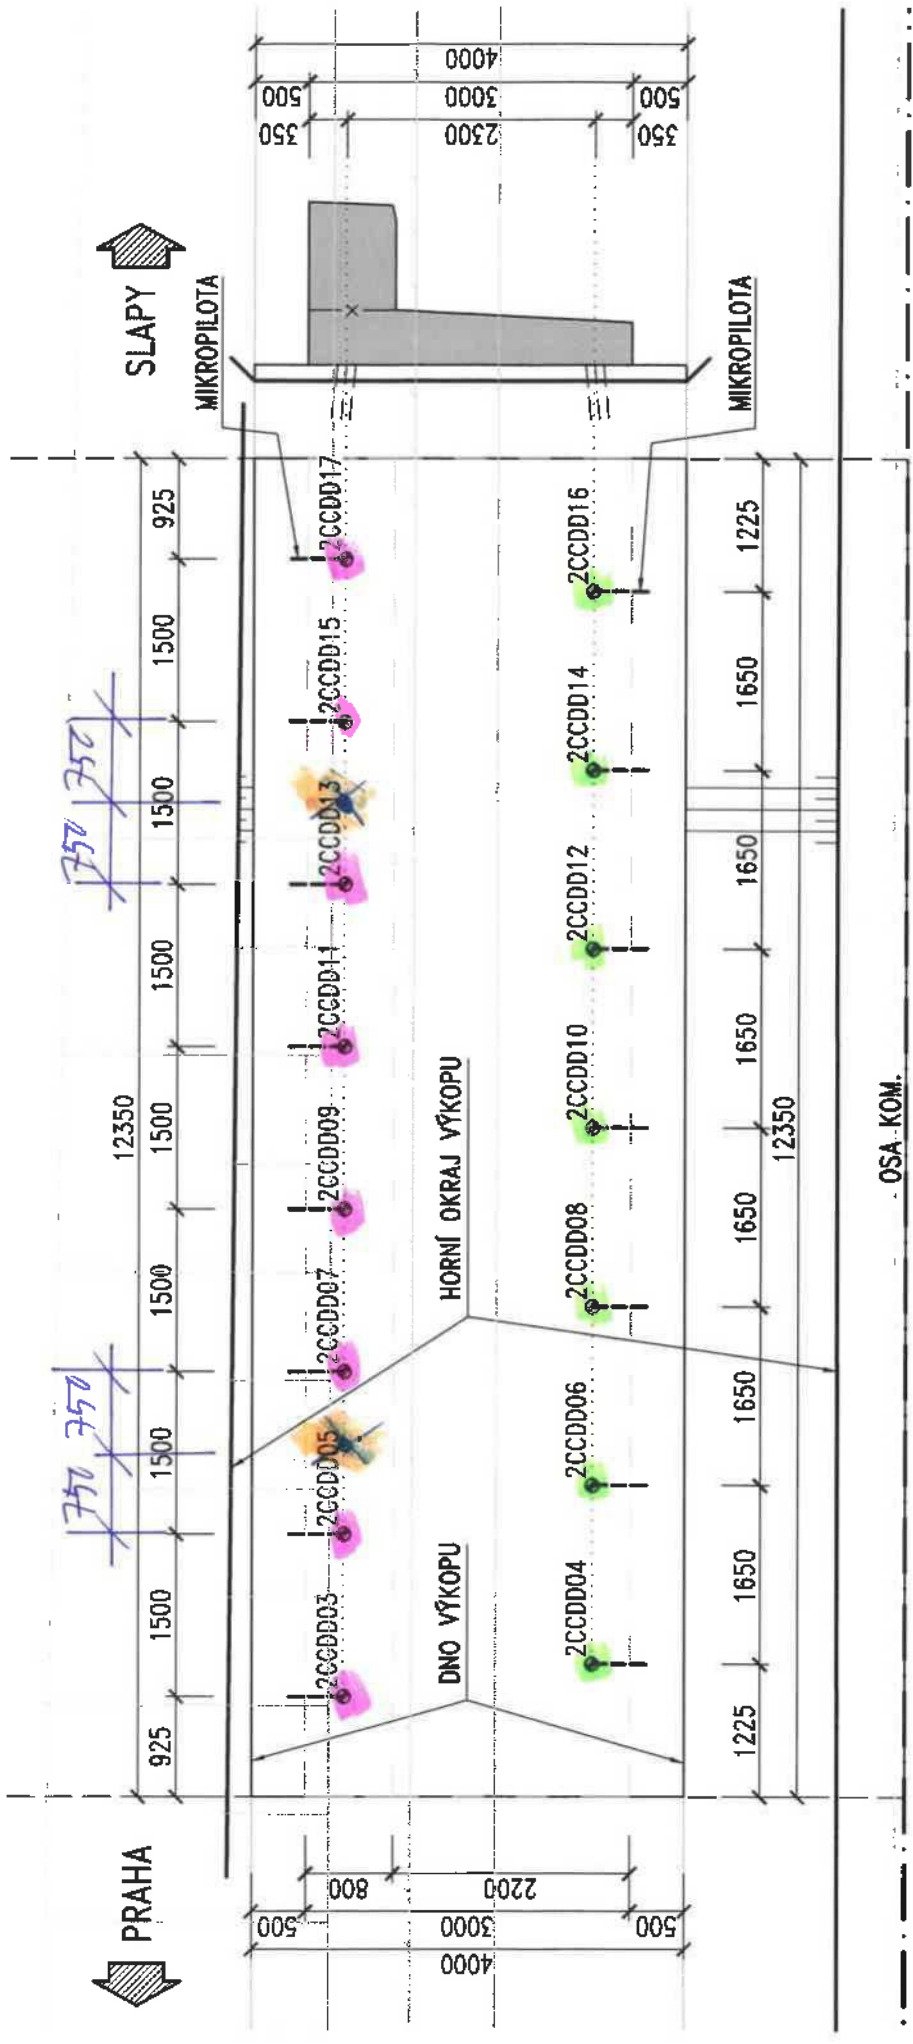 PRAHA
SLAPY
12350
925
1500
1500
1500
1500
1500
1500
1500
925
750
750
750
750
MIKROPILOTA
2CCDD03
2CCDD05
2CCDD07
2CCDD09
2CCDD11
2CCDD13
2CCDD15
2CCDD17
DNO VÝKOPU
HORNÍ OKRAJ VÝKOPU
2CCDD04
2CCDD06
2CCDD08
2CCDD10
2CCDD12
2CCDD14
2CCDD16
MIKROPILOTA
1225
1650
1650
1650
1650
1650
1650
1225
12350
OSA KOM.
500
800
2200
3000
500
4000
350
500
2300
3000
4000
350
500